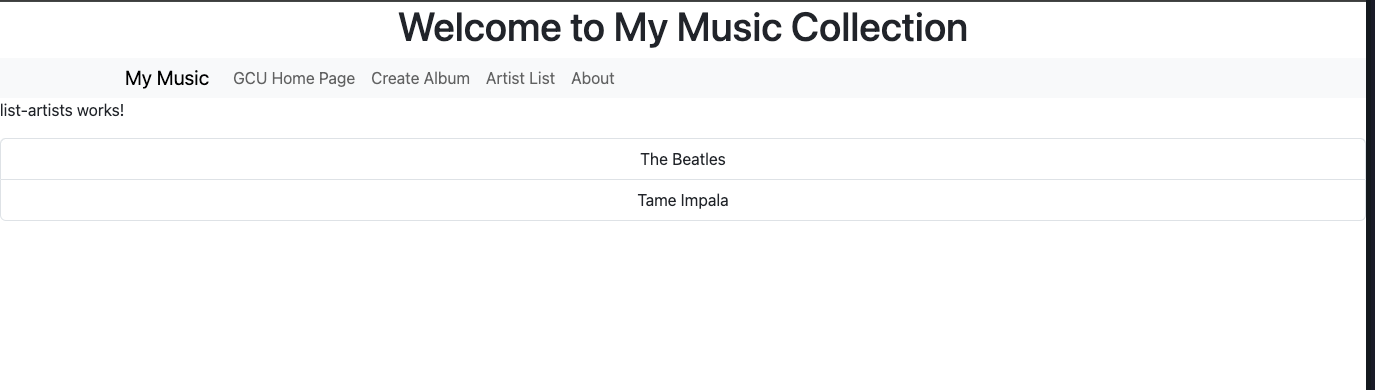 Welcome to My Music Collection
My Music GCU Home Page Create Album Artist List About
list-artists works!
The Beatles
Tame Impala